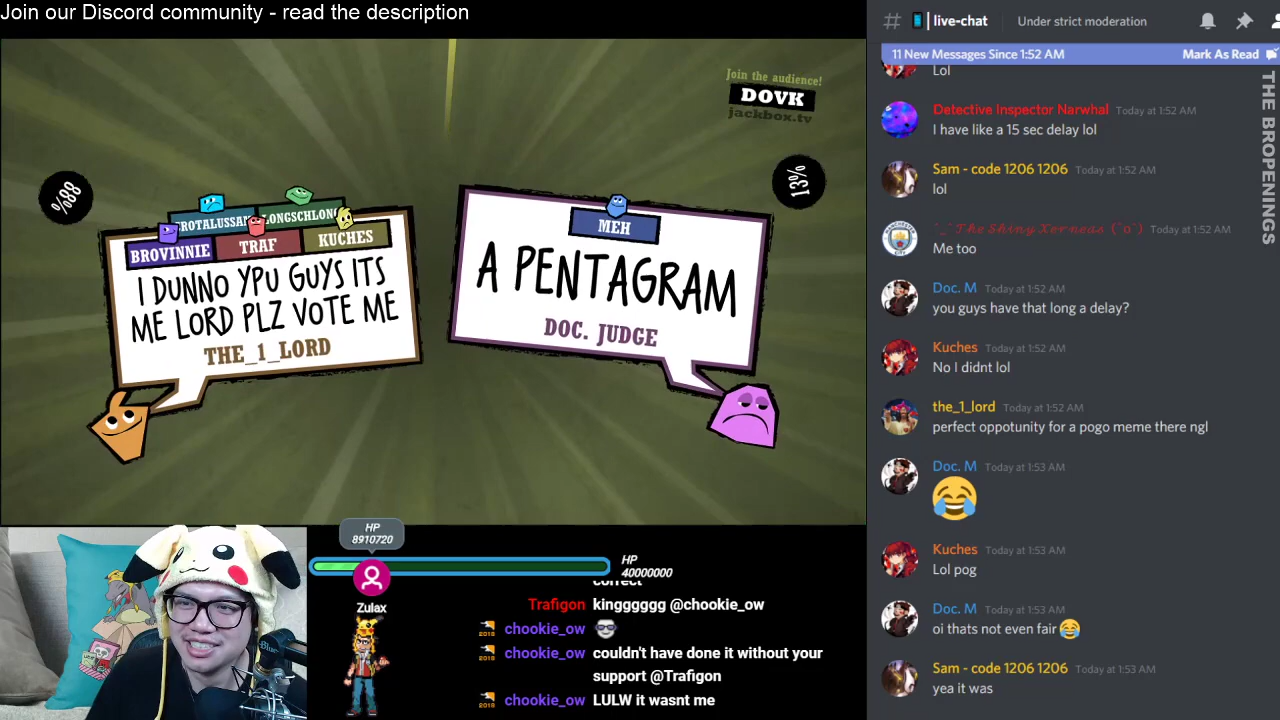 Join our Discord community - read the description
Join the audience!
DOVK
jackbox.tv
88%
13%
LONGSCHLONG
BROVINNIE
TRAF
KUCHES
I DUNNO YPU GUYS ITS
ME LORD PLZ VOTE ME
THE_1_LORD
MEH
A PENTAGRAM
DOC. JUDGE
HP
8910720
HP
40000000
Zulax
correct
Trafigon kingggggg @chookie_ow
2018 chookie_ow
2018 chookie_ow couldn't have done it without your
support @Trafigon
2018 chookie_ow LULW it wasnt me
# live-chat Under strict moderation
11 New Messages Since 1:52 AM Mark As Read
Lol
Detective Inspector Narwhal Today at 1:52 AM
I have like a 15 sec delay lol
Sam - code 1206 1206 Today at 1:52 AM
lol
The Shiny Xerneas Today at 1:52 AM
Me too
Doc. M Today at 1:52 AM
you guys have that long a delay?
Kuches Today at 1:52 AM
No I didnt lol
the_1_lord Today at 1:52 AM
perfect oppotunity for a pogo meme there ngl
Doc. M Today at 1:53 AM
😂
Kuches Today at 1:53 AM
Lol pog
Doc. M Today at 1:53 AM
oi thats not even fair😂
Sam - code 1206 1206 Today at 1:53 AM
yea it was
THE BROPENINGS